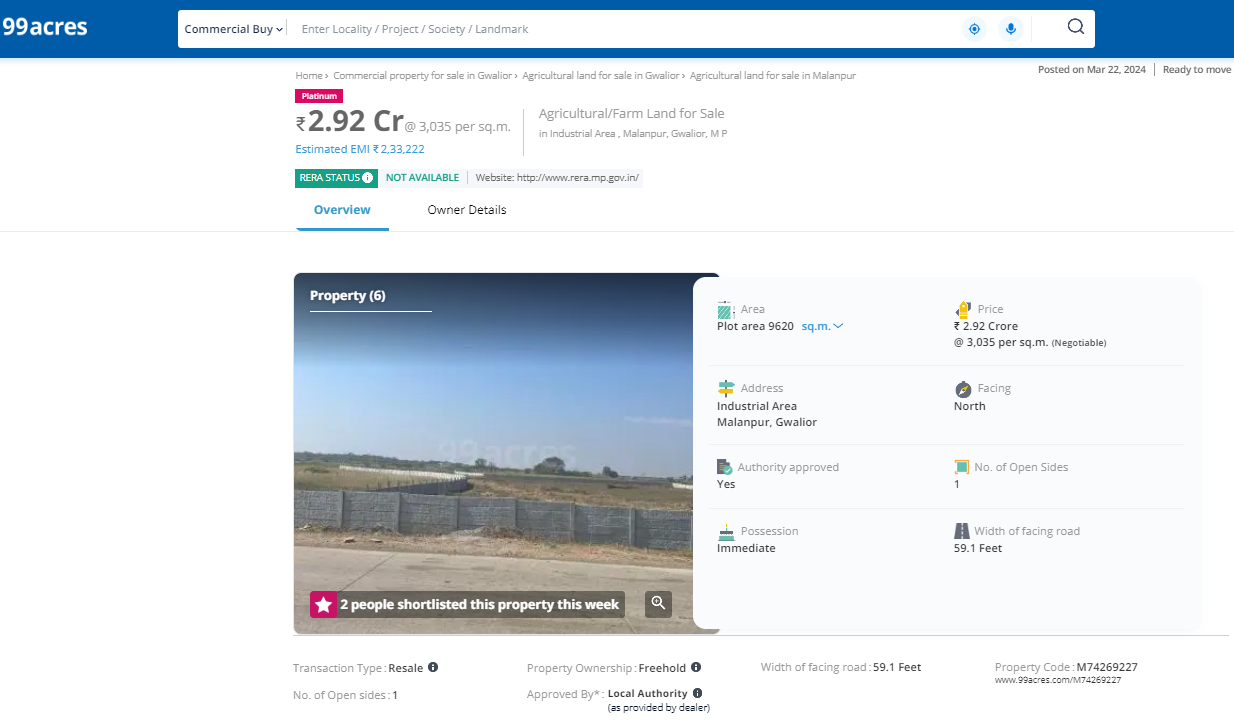 99acres
Commercial Buy
Enter Locality / Project / Society / Landmark
Home › Commercial property for sale in Gwalior › Agricultural land for sale in Gwalior › Agricultural land for sale in Malanpur
Posted on Mar 22, 2024 | Ready to move
Platinum
₹ 2.92 Cr @ 3,035 per sq.m.
Estimated EMI ₹ 2,33,222
Agricultural/Farm Land for Sale
in Industrial Area , Malanpur, Gwalior, M P
RERA STATUS NOT AVAILABLE | Website: http://www.rera.mp.gov.in/
Overview
Owner Details
Property (6)
99acres
2 people shortlisted this property this week
Area
Plot area 9620 sq.m.
Price
₹ 2.92 Crore
@ 3,035 per sq.m. (Negotiable)
Address
Industrial Area
Malanpur, Gwalior
Facing
North
Authority approved
Yes
No. of Open Sides
1
Possession
Immediate
Width of facing road
59.1 Feet
Transaction Type : Resale
Property Ownership : Freehold
Width of facing road : 59.1 Feet
Property Code : M74269227
www.99acres.com/M74269227
No. of Open sides : 1
Approved By* : Local Authority
(as provided by dealer)